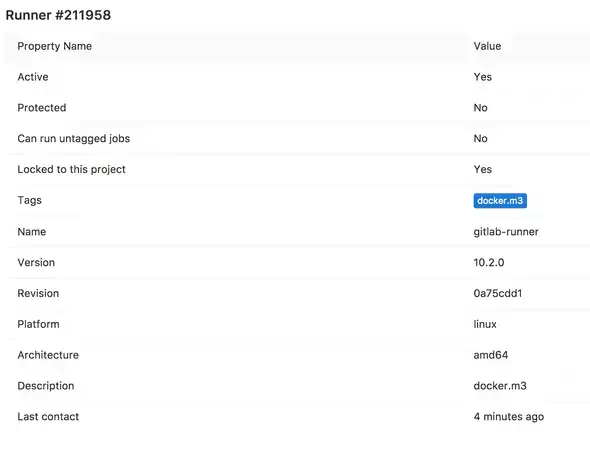 Runner #211958
Property Name Value
Active Yes
Protected No
Can run untagged jobs No
Locked to this project Yes
Tags docker.m3
Name gitlab-runner
Version 10.2.0
Revision 0a75cdd1
Platform linux
Architecture amd64
Description docker.m3
Last contact 4 minutes ago